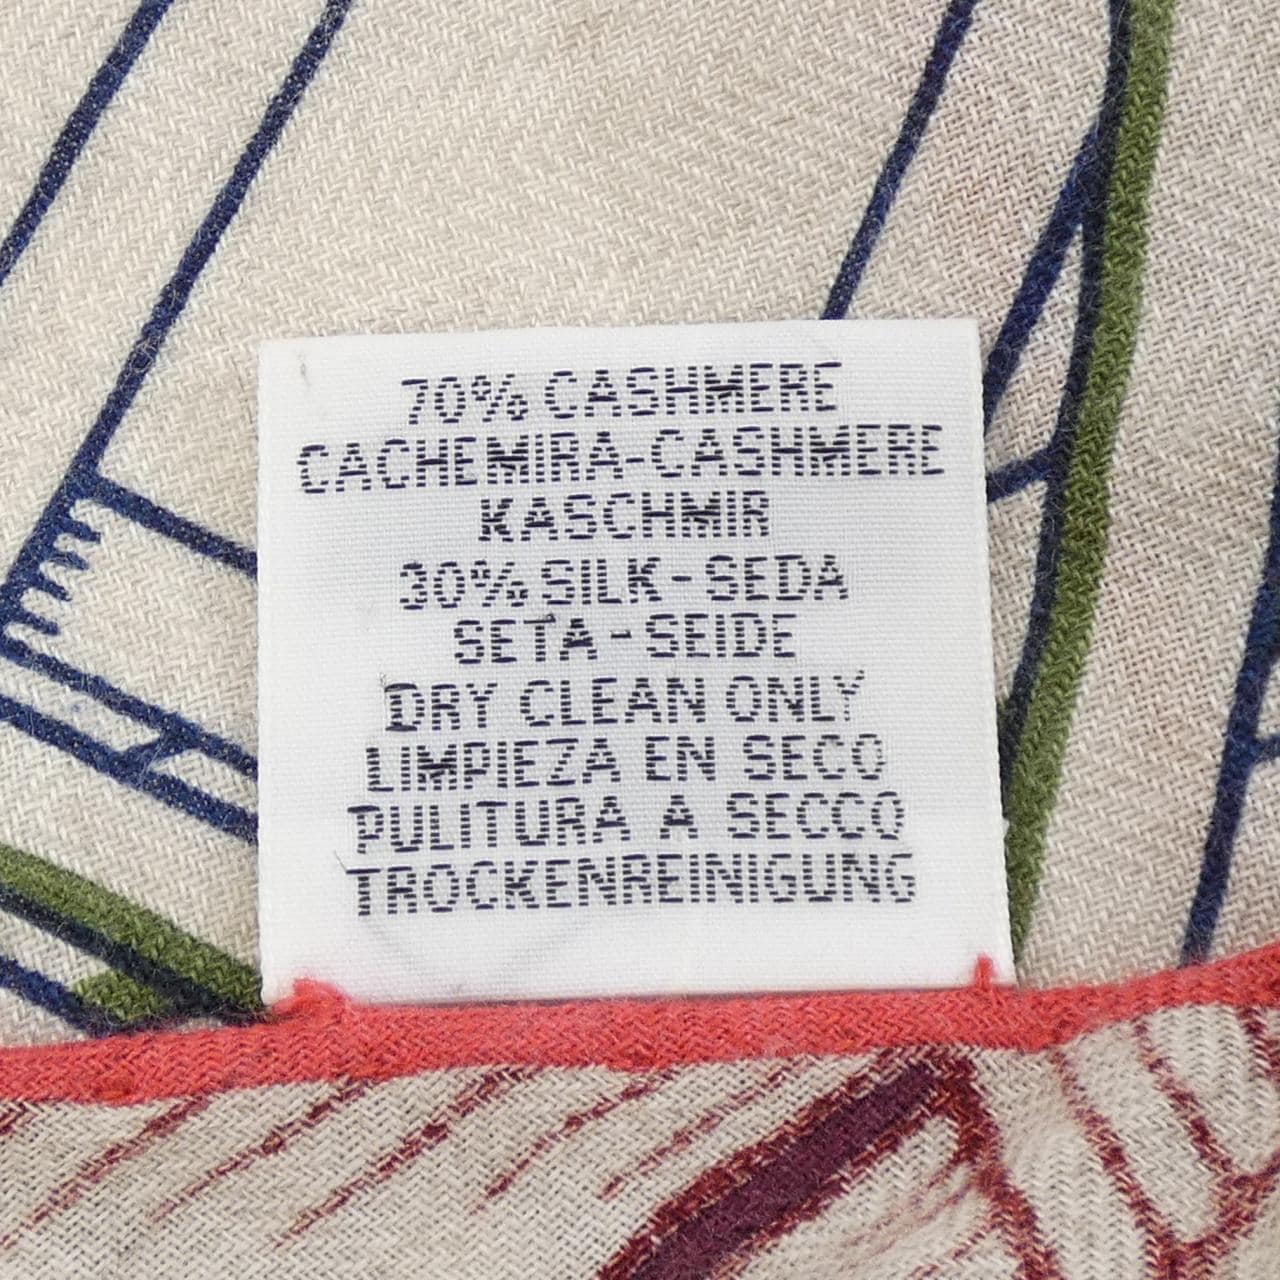 70% CASHMERE
CACHEMIRA-CASHMERE
KASCHMIR
30% SILK-SEDA
SETA-SEIDE
DRY CLEAN ONLY
LIMPIEZA EN SECO
PULITURA A SECCO
TROCKENREINIGUNG